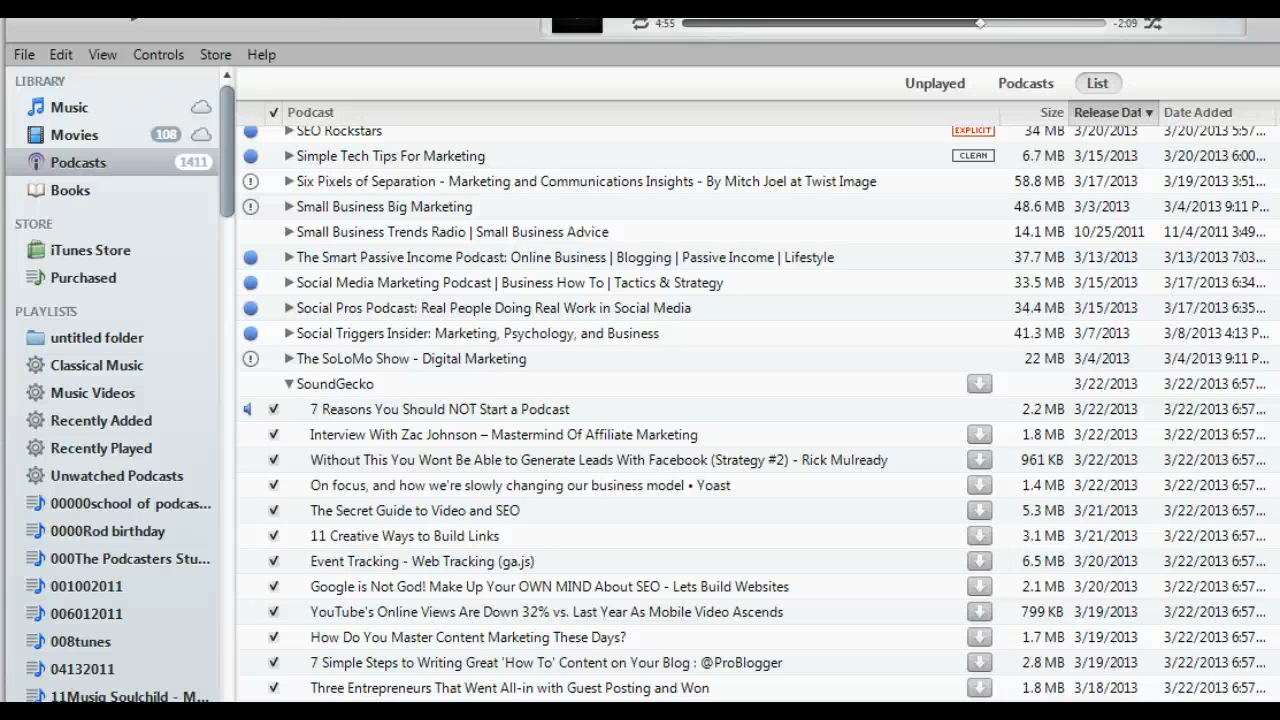 4:55 -2:09
File Edit View Controls Store Help
LIBRARY
Music
Movies 108
Podcasts 1411
Books
STORE
iTunes Store
Purchased
PLAYLISTS
untitled folder
Classical Music
Music Videos
Recently Added
Recently Played
Unwatched Podcasts
00000school of podcas...
0000Rod birthday
000The Podcasters Stu...
001002011
006012011
008tunes
04132011
11Musiq Soulchild - M...
Unplayed Podcasts List
✓ Podcast Size Release Dat ▼ Date Added
SEO Rockstars EXPLICIT 34 MB 3/20/2013 3/20/2013 5:57...
Simple Tech Tips For Marketing CLEAN 6.7 MB 3/15/2013 3/20/2013 6:00...
Six Pixels of Separation - Marketing and Communications Insights - By Mitch Joel at Twist Image 58.8 MB 3/17/2013 3/19/2013 3:51...
Small Business Big Marketing 48.6 MB 3/3/2013 3/4/2013 9:11 P...
Small Business Trends Radio | Small Business Advice 14.1 MB 10/25/2011 11/4/2011 3:49...
The Smart Passive Income Podcast: Online Business | Blogging | Passive Income | Lifestyle 37.7 MB 3/13/2013 3/13/2013 7:03...
Social Media Marketing Podcast | Business How To | Tactics & Strategy 33.5 MB 3/15/2013 3/17/2013 6:34...
Social Pros Podcast: Real People Doing Real Work in Social Media 34.4 MB 3/15/2013 3/17/2013 6:35...
Social Triggers Insider: Marketing, Psychology, and Business 41.3 MB 3/7/2013 3/8/2013 4:13 P...
The SoLoMo Show - Digital Marketing 22 MB 3/4/2013 3/4/2013 9:11 P...
SoundGecko 3/22/2013 3/22/2013 6:57...
✓ 7 Reasons You Should NOT Start a Podcast 2.2 MB 3/22/2013 3/22/2013 6:57...
✓ Interview With Zac Johnson – Mastermind Of Affiliate Marketing 1.8 MB 3/22/2013 3/22/2013 6:57...
✓ Without This You Wont Be Able to Generate Leads With Facebook (Strategy #2) - Rick Mulready 961 KB 3/22/2013 3/22/2013 6:57...
✓ On focus, and how we're slowly changing our business model • Yoast 1.4 MB 3/22/2013 3/22/2013 6:57...
✓ The Secret Guide to Video and SEO 5.3 MB 3/21/2013 3/22/2013 6:57...
✓ 11 Creative Ways to Build Links 3.1 MB 3/21/2013 3/22/2013 6:57...
✓ Event Tracking - Web Tracking (ga.js) 6.5 MB 3/20/2013 3/22/2013 6:57...
✓ Google is Not God! Make Up Your OWN MIND About SEO - Lets Build Websites 2.1 MB 3/20/2013 3/22/2013 6:57...
✓ YouTube's Online Views Are Down 32% vs. Last Year As Mobile Video Ascends 799 KB 3/19/2013 3/22/2013 6:57...
✓ How Do You Master Content Marketing These Days? 1.7 MB 3/19/2013 3/22/2013 6:57...
✓ 7 Simple Steps to Writing Great 'How To' Content on Your Blog : @ProBlogger 2.8 MB 3/19/2013 3/22/2013 6:57...
✓ Three Entrepreneurs That Went All-in with Guest Posting and Won 1.8 MB 3/18/2013 3/22/2013 6:57...